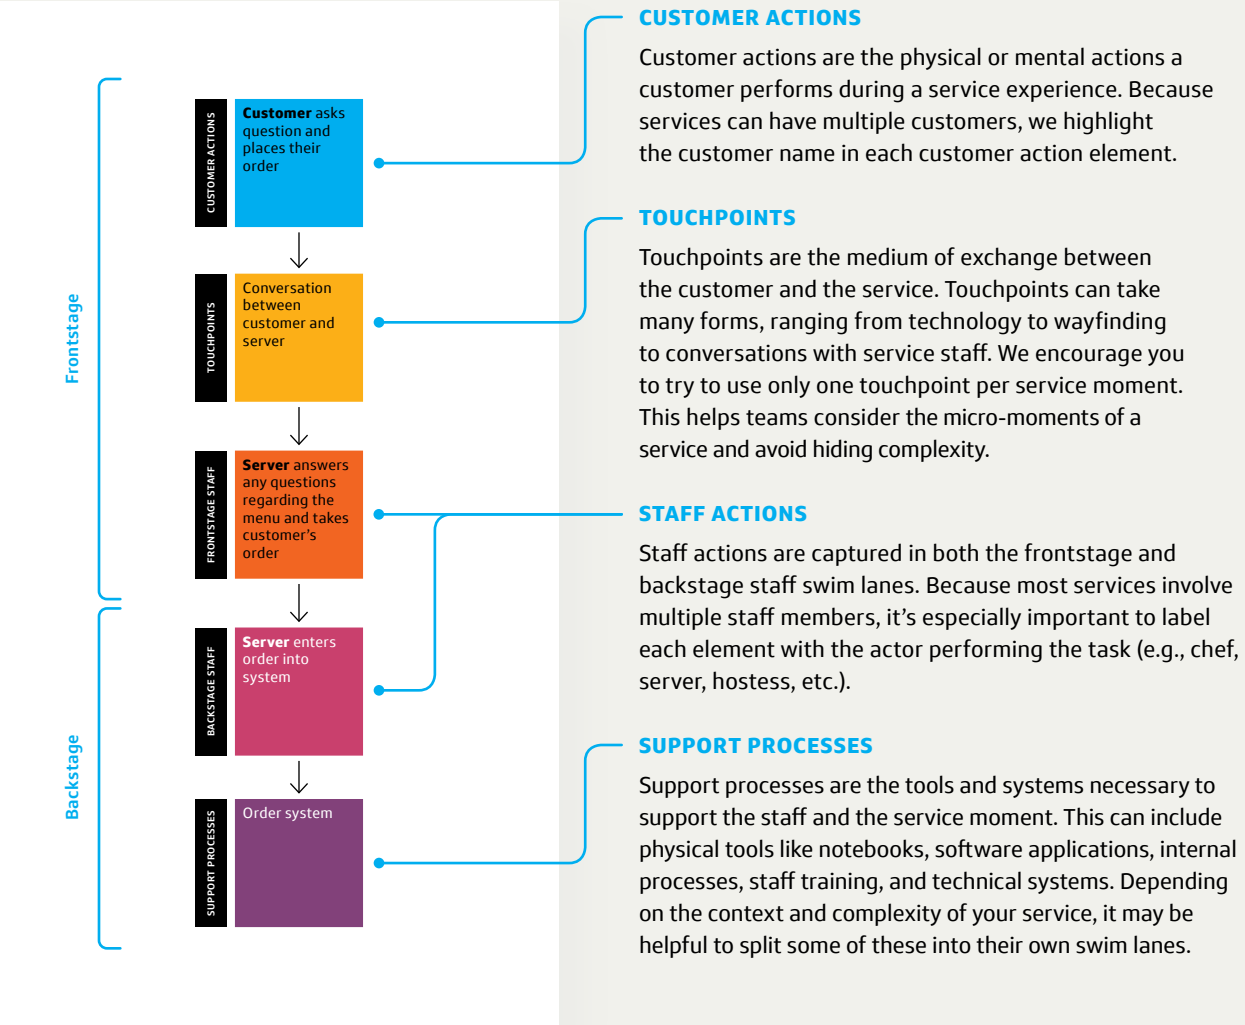 Frontstage
CUSTOMER ACTIONS
Customer asks
question and
places their
order
TOUCHPOINTS
Conversation
between
customer and
server
FRONTSTAGE STAFF
Server answers
any questions
regarding the
menu and takes
customer’s
order
Backstage
BACKSTAGE STAFF
Server enters
order into
system
SUPPORT PROCESSES
Order system
CUSTOMER ACTIONS
Customer actions are the physical or mental actions a
customer performs during a service experience. Because
services can have multiple customers, we highlight
the customer name in each customer action element.
TOUCHPOINTS
Touchpoints are the medium of exchange between
the customer and the service. Touchpoints can take
many forms, ranging from technology to wayfinding
to conversations with service staff. We encourage you
to try to use only one touchpoint per service moment.
This helps teams consider the micro-moments of a
service and avoid hiding complexity.
STAFF ACTIONS
Staff actions are captured in both the frontstage and
backstage staff swim lanes. Because most services involve
multiple staff members, it’s especially important to label
each element with the actor performing the task (e.g., chef,
server, hostess, etc.).
SUPPORT PROCESSES
Support processes are the tools and systems necessary to
support the staff and the service moment. This can include
physical tools like notebooks, software applications, internal
processes, staff training, and technical systems. Depending
on the context and complexity of your service, it may be
helpful to split some of these into their own swim lanes.